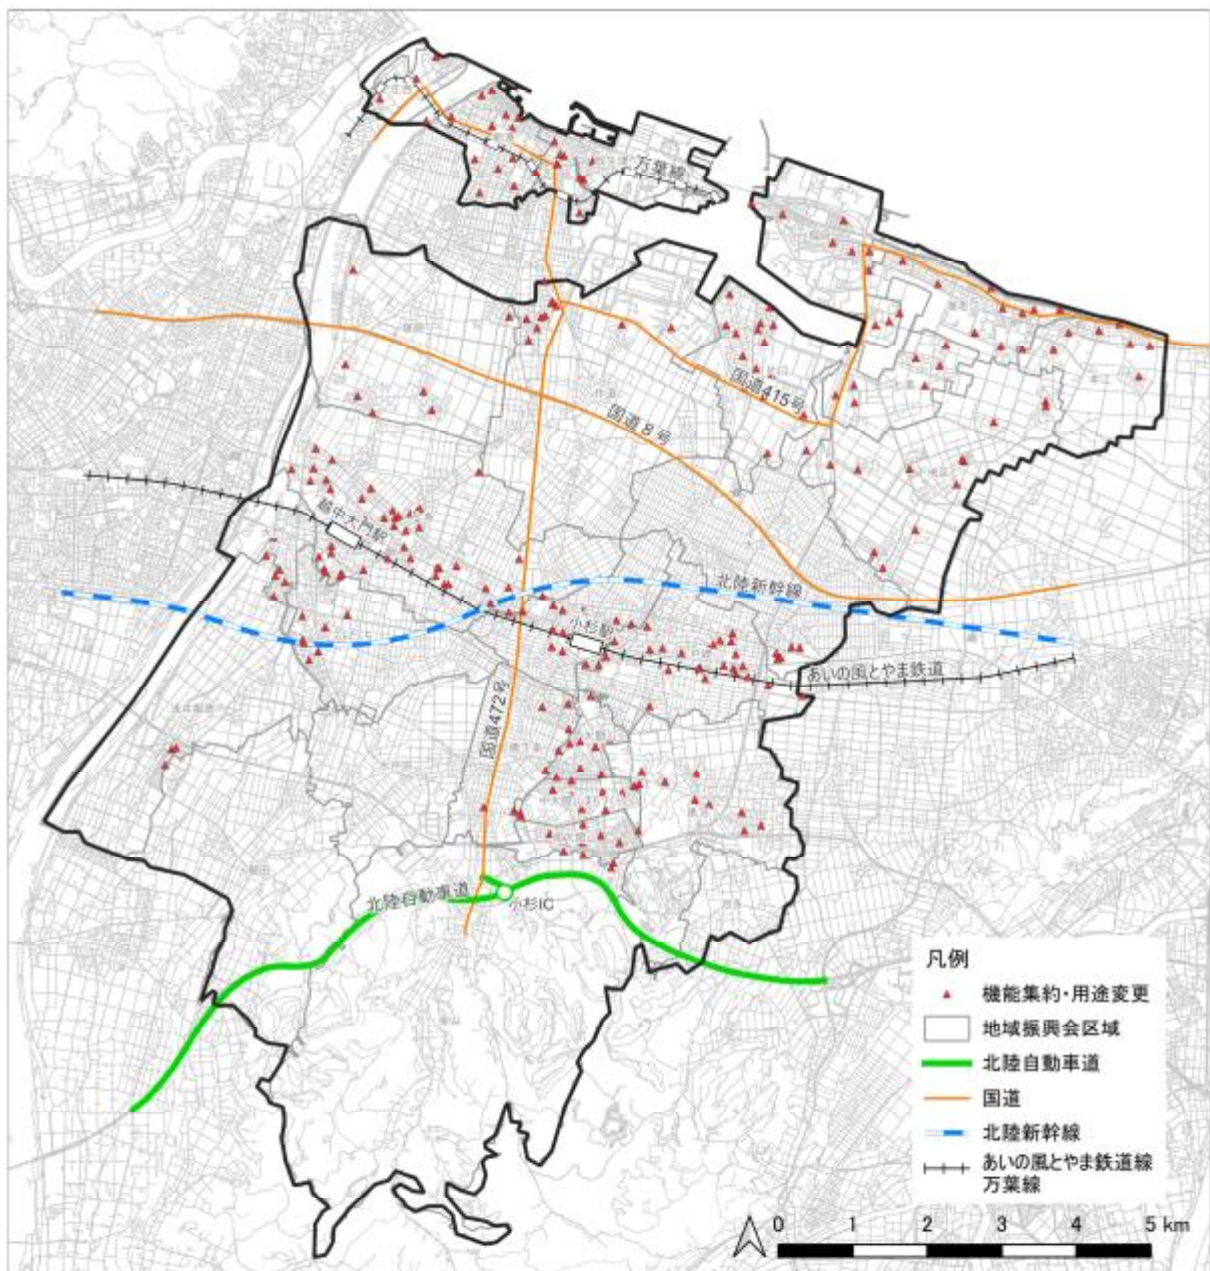 万葉線
国道415号
国道8号
越中大門駅
北陸新幹線
小杉駅
あいの風とやま鉄道
国道472号
北陸自動車道
小杉IC
凡例
機能集約・用途変更
地域振興会区域
北陸自動車道
国道
北陸新幹線
あいの風とやま鉄道線
万葉線
0 1 2 3 4 5 km